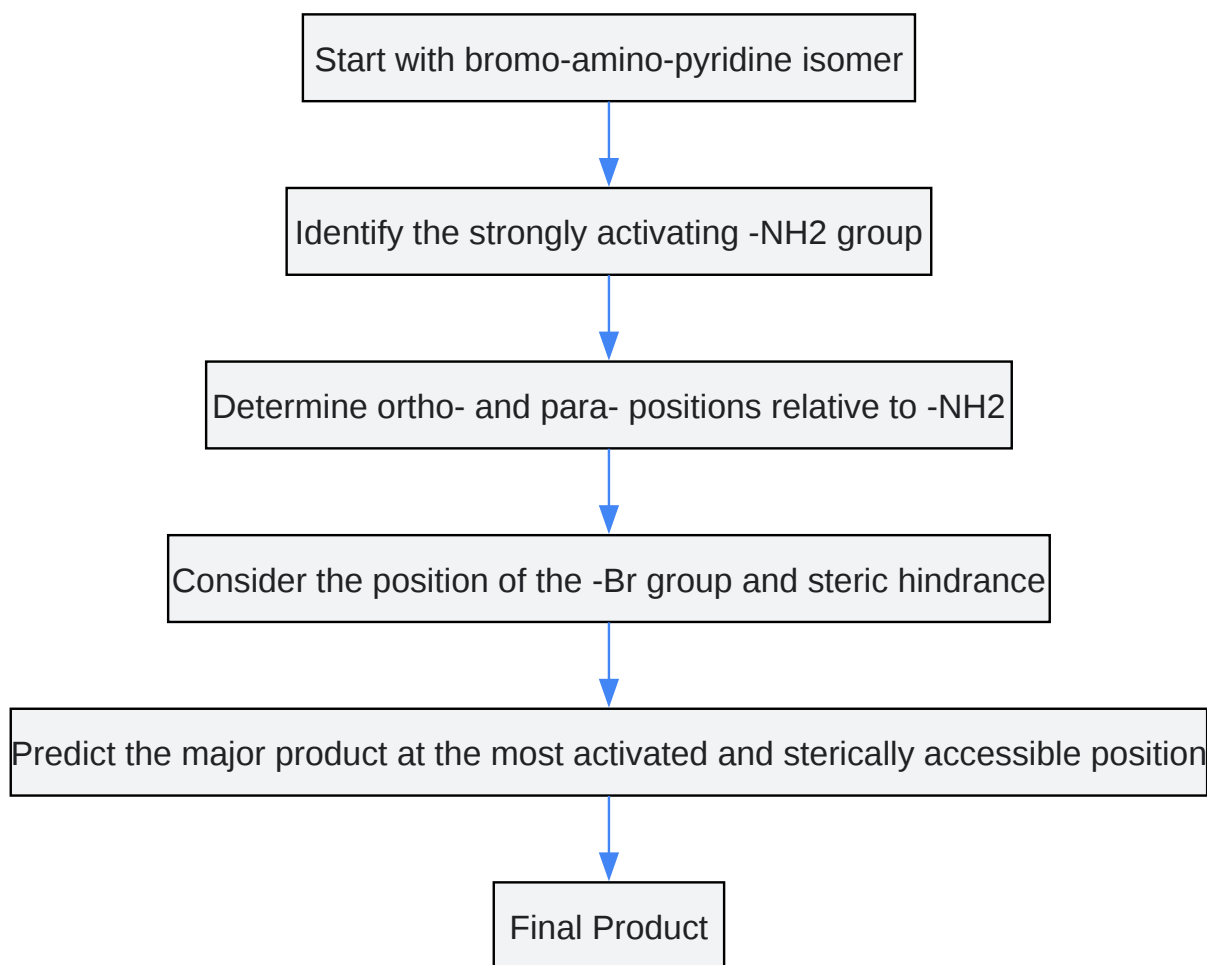 Start with bromo-amino-pyridine isomer
Identify the strongly activating -NH2 group
Determine ortho- and para- positions relative to -NH2
Consider the position of the -Br group and steric hindrance
Predict the major product at the most activated and sterically accessible position
Final Product